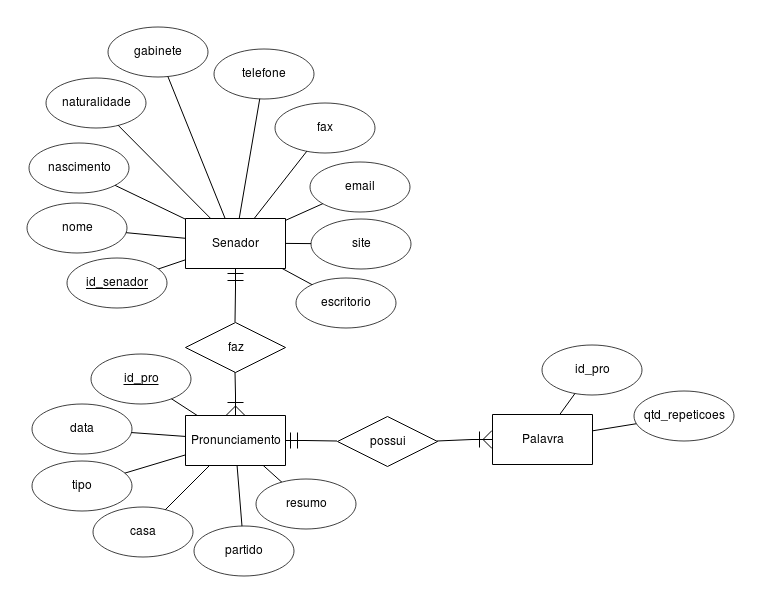 gabinete
telefone
naturalidade
fax
nascimento
email
nome
Senador
site
id_senador
escritorio
faz
id_pro
id_pro
data
Pronunciamento
possui
Palavra
qtd_repeticoes
tipo
resumo
casa
partido